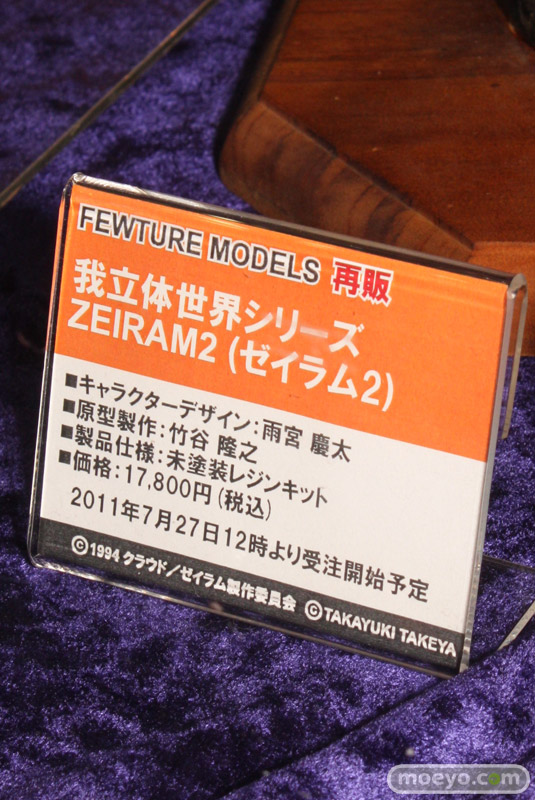 FEWTURE MODELS 再販
我立体世界シリーズ
ZEIRAM2 (ゼイラム2)
■キャラクターデザイン:雨宮 慶太
■原型製作:竹谷 隆之
■製品仕様:未塗装レジンキット
■価格:17,800円(税込)
2011年7月27日12時より受注開始予定
©1994 クラウド/ゼイラム製作委員会 ©TAKAYUKI TAKEYA
moeyo.com